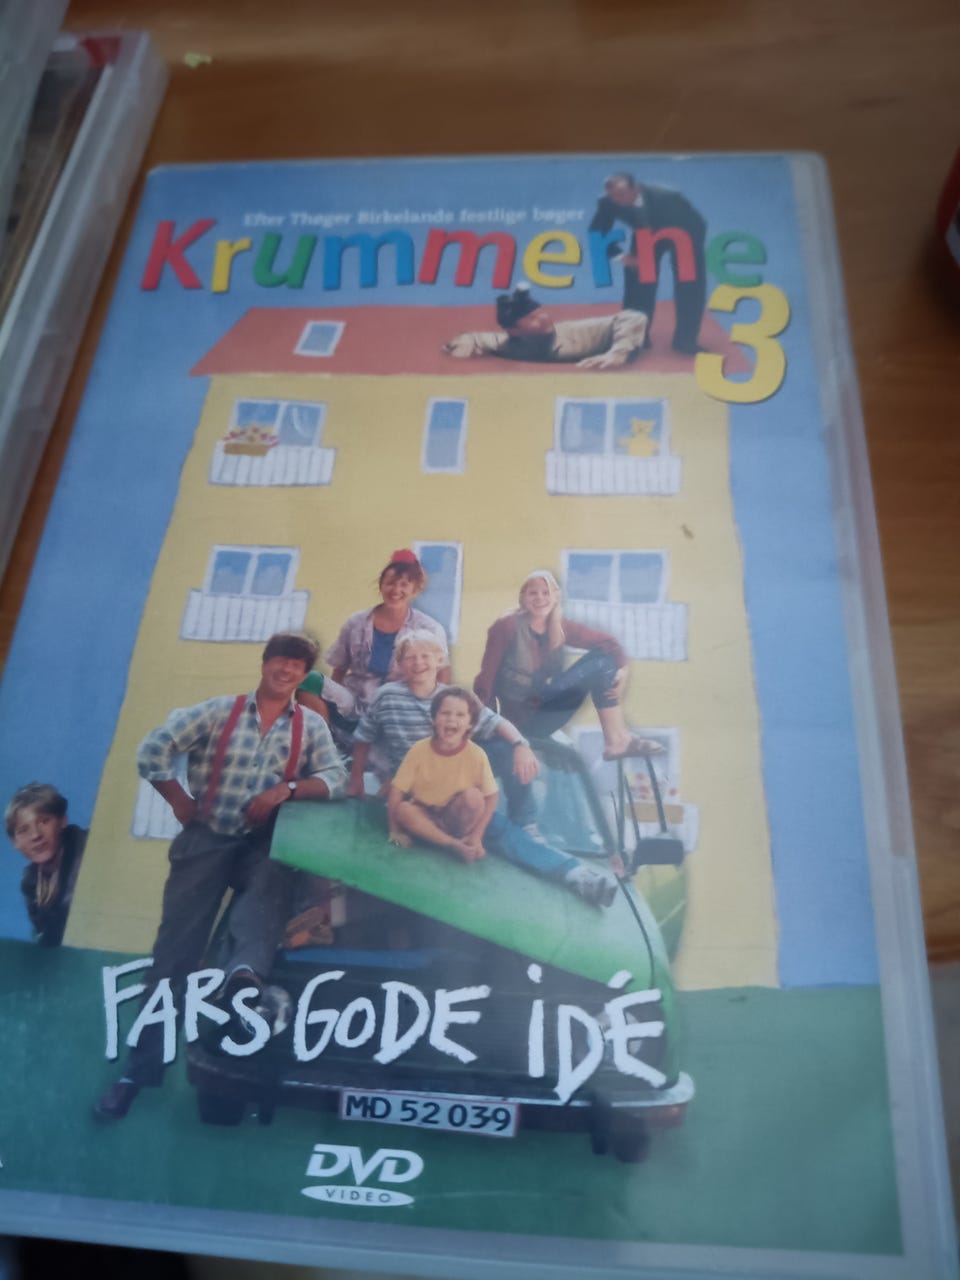 Efter Thøger Birkelands festlige bøger
Krummerne
3
FARS GODE IDÉ
MD 52 039
DVD
VIDEO